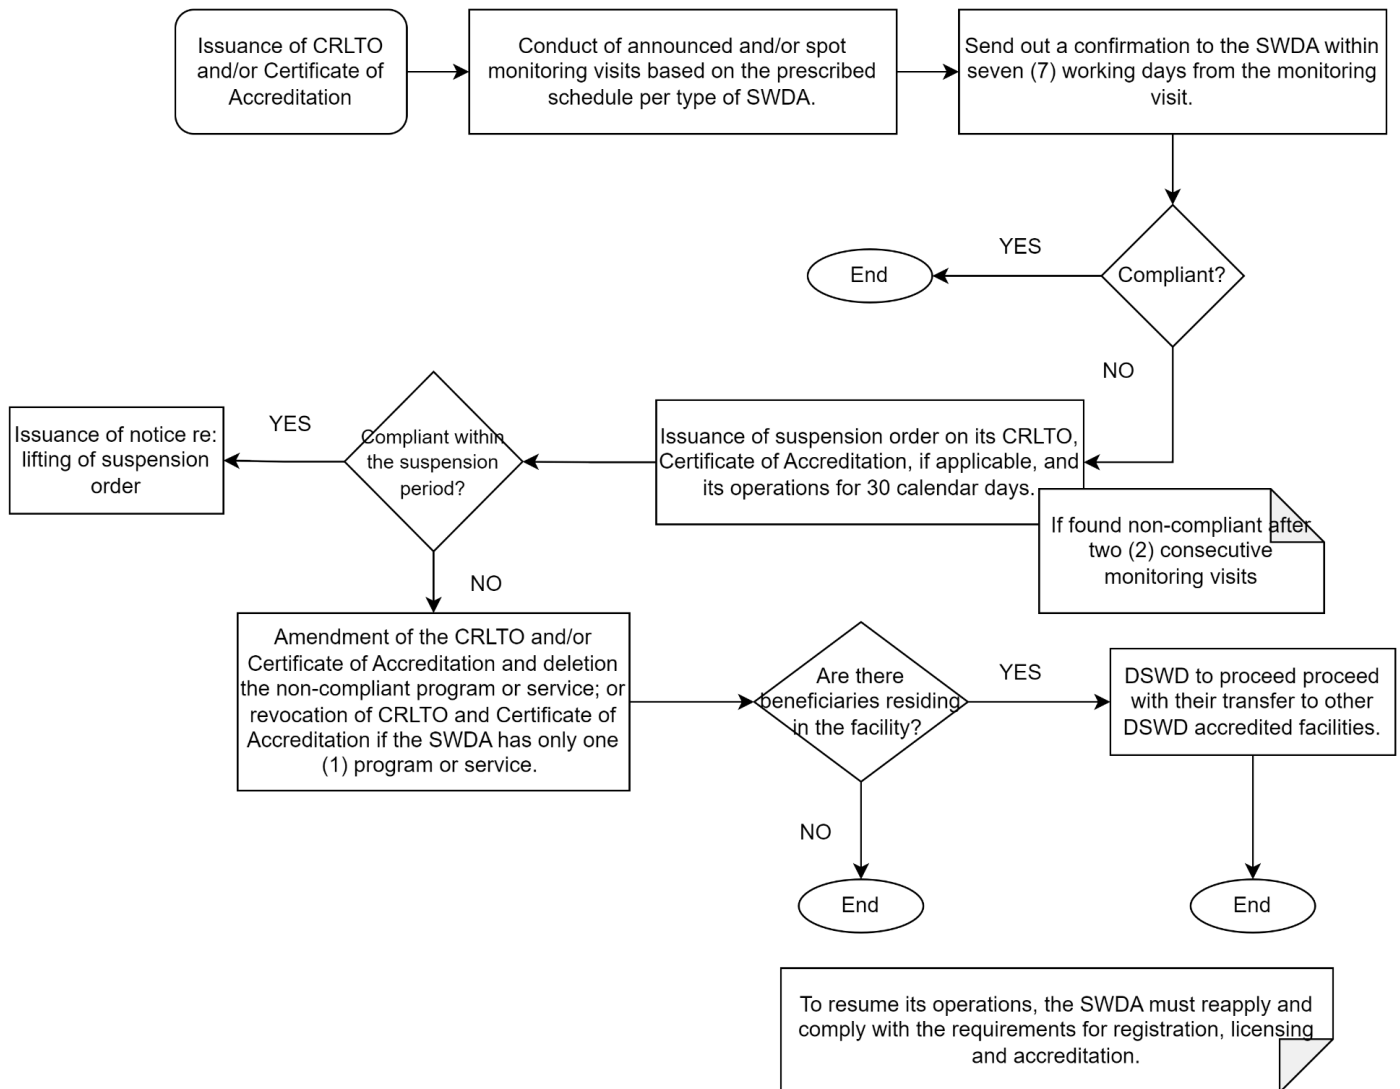 Issuance of CRLTO
and/or Certificate of
Accreditation
Conduct of announced and/or spot
monitoring visits based on the prescribed
schedule per type of SWDA.
Send out a confirmation to the SWDA within
seven (7) working days from the monitoring
visit.
Compliant?
YES
End
NO
Issuance of suspension order on its CRLTO,
Certificate of Accreditation, if applicable, and
its operations for 30 calendar days.
If found non-compliant after
two (2) consecutive
monitoring visits
Compliant within
the suspension
period?
YES
Issuance of notice re:
lifting of suspension
order
NO
Amendment of the CRLTO and/or
Certificate of Accreditation and deletion
the non-compliant program or service; or
revocation of CRLTO and Certificate of
Accreditation if the SWDA has only one
(1) program or service.
Are there
beneficiaries residing
in the facility?
YES
DSWD to proceed proceed
with their transfer to other
DSWD accredited facilities.
NO
End
End
To resume its operations, the SWDA must reapply and
comply with the requirements for registration, licensing
and accreditation.